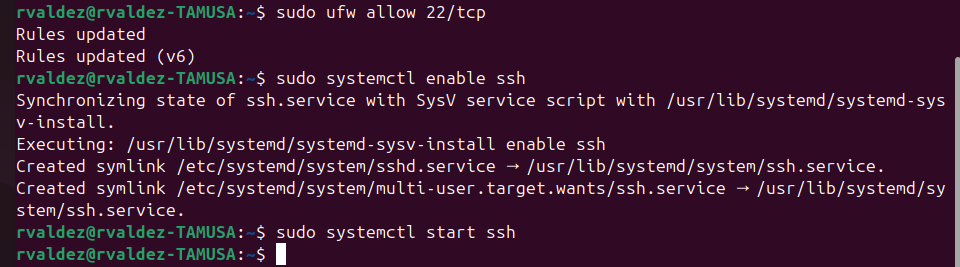 rvaldez@rvaldez-TAMUSA:~$ sudo ufw allow 22/tcp
Rules updated
Rules updated (v6)
rvaldez@rvaldez-TAMUSA:~$ sudo systemctl enable ssh
Synchronizing state of ssh.service with SysV service script with /usr/lib/systemd/systemd-sys
v-install.
Executing: /usr/lib/systemd/systemd-sysv-install enable ssh
Created symlink /etc/systemd/system/sshd.service → /usr/lib/systemd/system/ssh.service.
Created symlink /etc/systemd/system/multi-user.target.wants/ssh.service → /usr/lib/systemd/sy
stem/ssh.service.
rvaldez@rvaldez-TAMUSA:~$ sudo systemctl start ssh
rvaldez@rvaldez-TAMUSA:~$